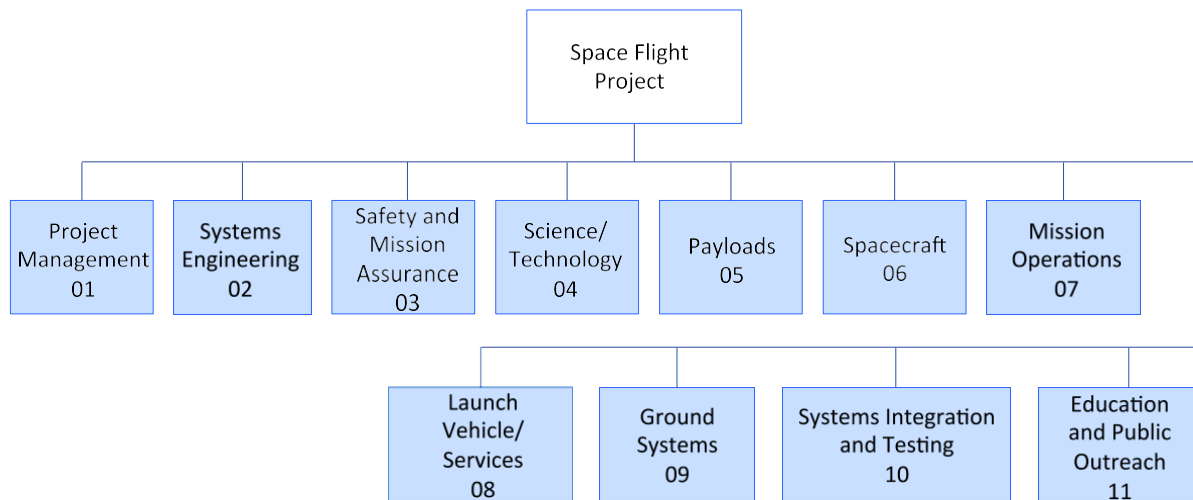 Space Flight
Project
Project
Management
01
Systems
Engineering
02
Safety and
Mission
Assurance
03
Science/
Technology
04
Payloads
05
Spacecraft
06
Mission
Operations
07
Launch
Vehicle/
Services
08
Ground
Systems
09
Systems Integration
and Testing
10
Education
and Public
Outreach
11